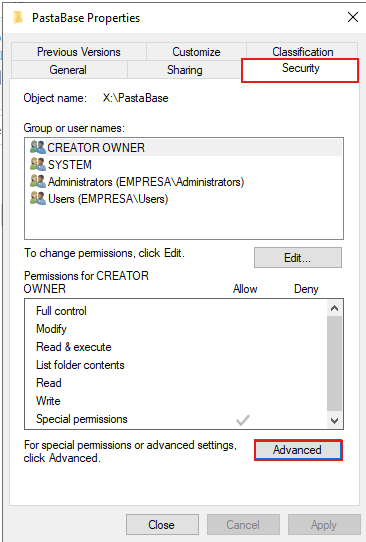 PastaBase Properties
Previous Versions Customize Classification
General Sharing Security
Object name: X:\PastaBase
Group or user names:
CREATOR OWNER
SYSTEM
Administrators (EMPRESA\Administrators)
Users (EMPRESA\Users)
To change permissions, click Edit.
Edit...
Permissions for CREATOR
OWNER Allow Deny
Full control
Modify
Read & execute
List folder contents
Read
Write
Special permissions
For special permissions or advanced settings,
click Advanced.
Advanced
Close Cancel Apply